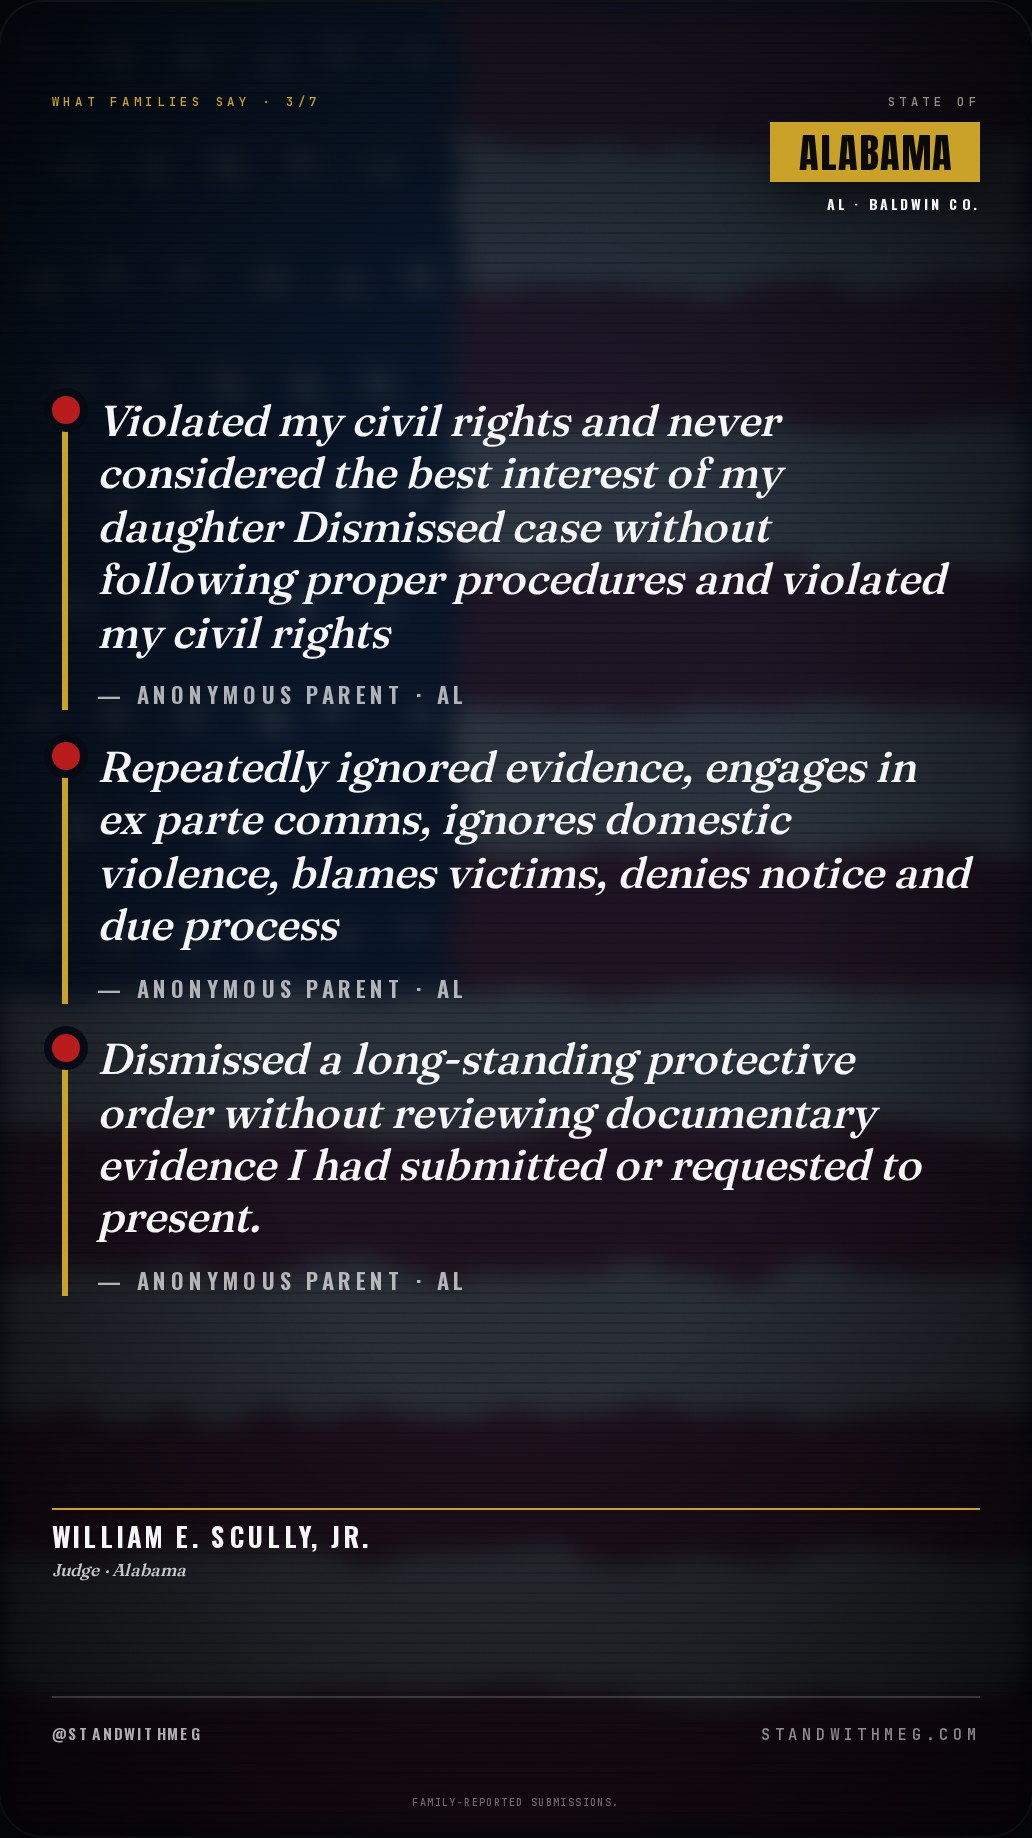 WHAT FAMILIES SAY · 3/7
STATE OF
ALABAMA
AL · BALDWIN CO.
Violated my civil rights and never
considered the best interest of my
daughter Dismissed case without
following proper procedures and violated
my civil rights
— ANONYMOUS PARENT · AL
Repeatedly ignored evidence, engages in
ex parte comms, ignores domestic
violence, blames victims, denies notice and
due process
— ANONYMOUS PARENT · AL
Dismissed a long-standing protective
order without reviewing documentary
evidence I had submitted or requested to
present.
— ANONYMOUS PARENT · AL
WILLIAM E. SCULLY, JR.
Judge · Alabama
@STANDWITHMEG
STANDWITHMEG.COM
FAMILY-REPORTED SUBMISSIONS.